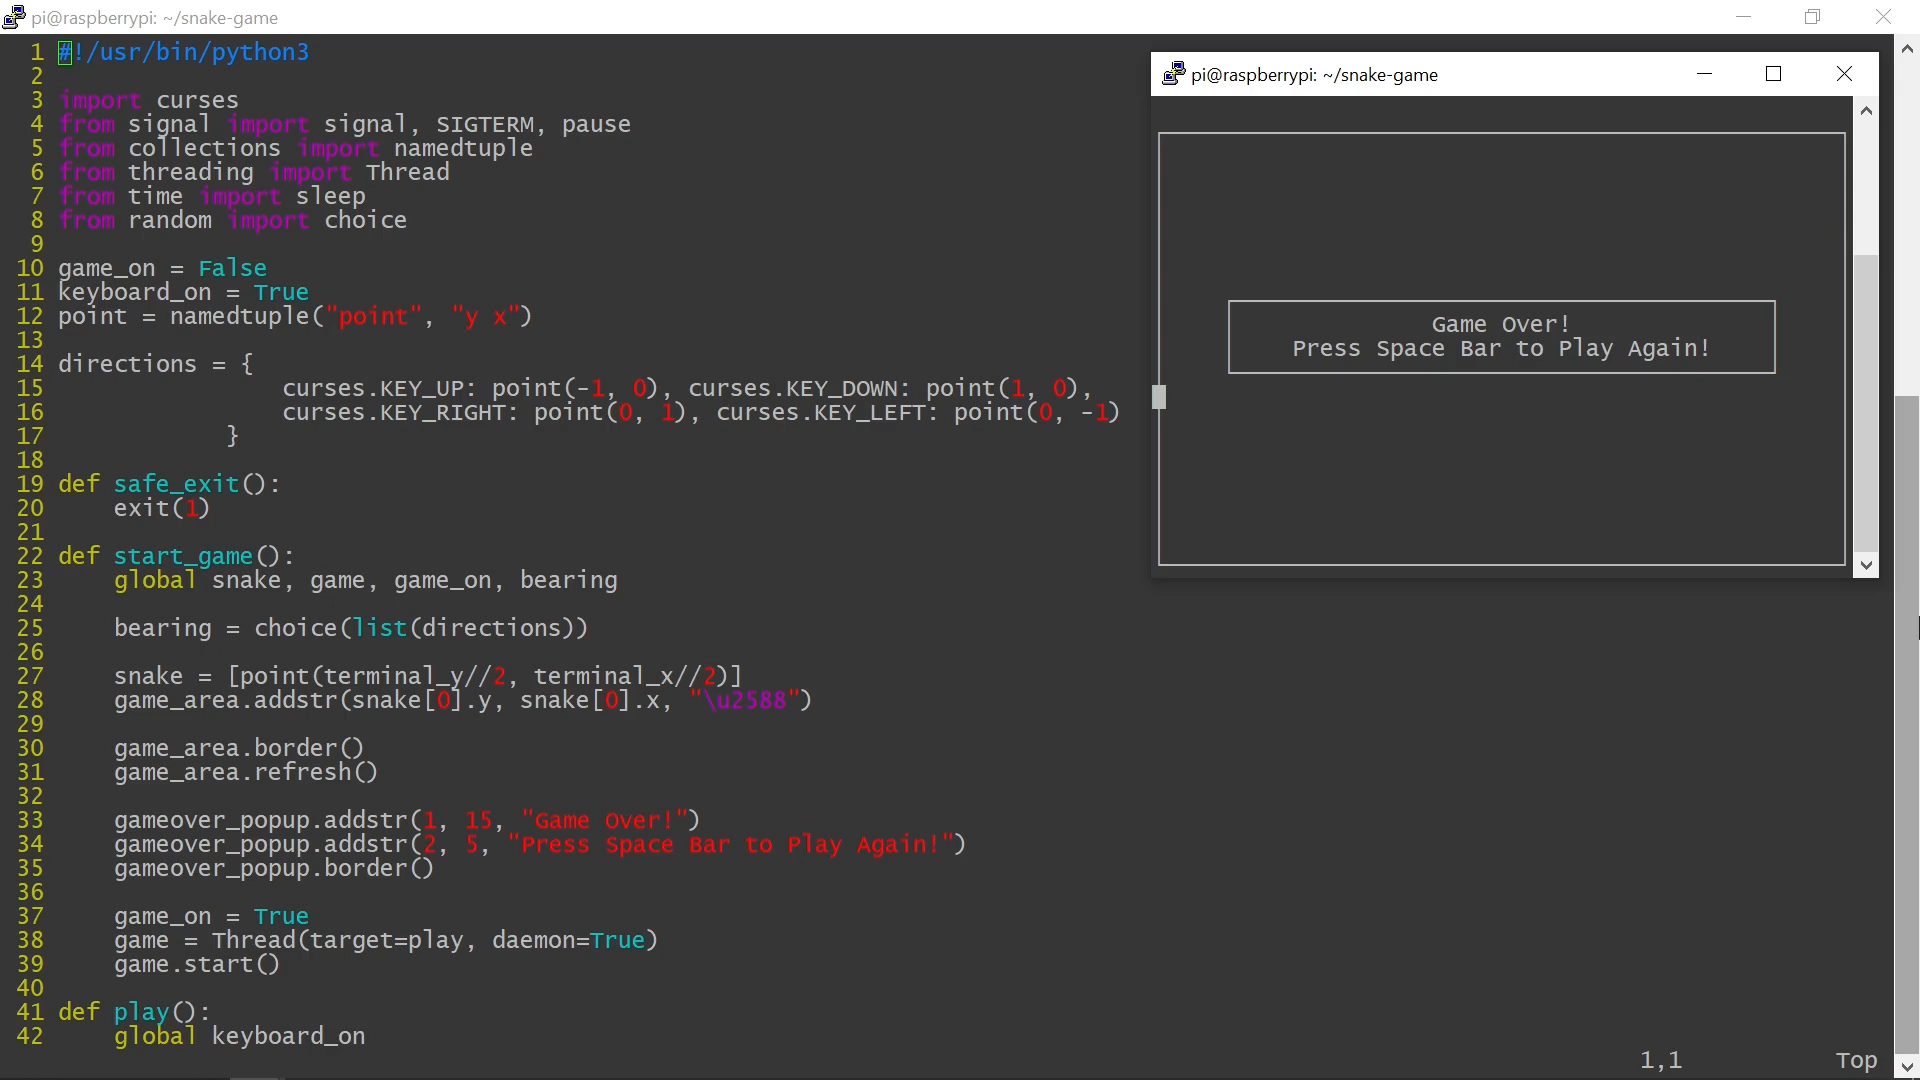 pi@raspberrypi: ~/snake-game
1 #!/usr/bin/python3
2
3 import curses
4 from signal import signal, SIGTERM, pause
5 from collections import namedtuple
6 from threading import Thread
7 from time import sleep
8 from random import choice
9
10 game_on = False
11 keyboard_on = True
12 point = namedtuple("point", "y x")
13
14 directions = {
15                 curses.KEY_UP: point(-1, 0), curses.KEY_DOWN: point(1, 0),
16                 curses.KEY_RIGHT: point(0, 1), curses.KEY_LEFT: point(0, -1)
17             }
18
19 def safe_exit():
20     exit(1)
21
22 def start_game():
23     global snake, game, game_on, bearing
24
25     bearing = choice(list(directions))
26
27     snake = [point(terminal_y//2, terminal_x//2)]
28     game_area.addstr(snake[0].y, snake[0].x, "\u2588")
29
30     game_area.border()
31     game_area.refresh()
32
33     gameover_popup.addstr(1, 15, "Game Over!")
34     gameover_popup.addstr(2, 5, "Press Space Bar to Play Again!")
35     gameover_popup.border()
36
37     game_on = True
38     game = Thread(target=play, daemon=True)
39     game.start()
40
41 def play():
42     global keyboard_on
1,1 Top
pi@raspberrypi: ~/snake-game
Game Over!
Press Space Bar to Play Again!